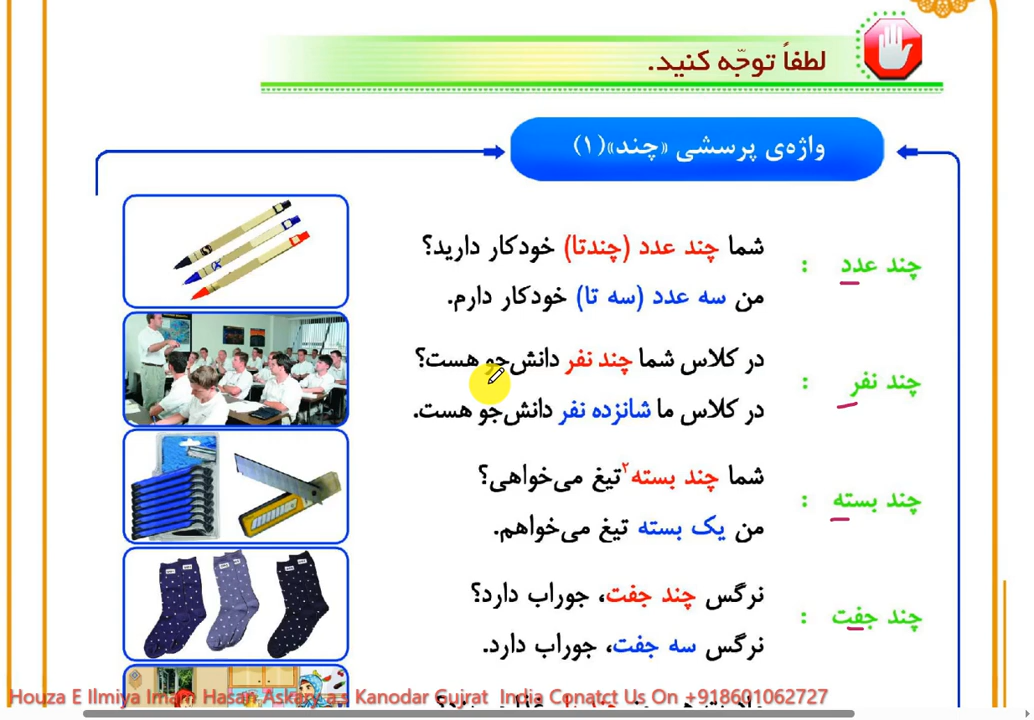 لطفاً توجّه کنید.
واژه‌ی پرسشی «چند»(۱)
چند عدد :
شما چند عدد (چندتا) خودکار دارید؟
من سه عدد (سه تا) خودکار دارم.
چند نفر :
در کلاس شما چند نفر دانش‌جو هست؟
در کلاس ما شانزده نفر دانش‌جو هست.
چند بسته :
شما چند بسته۲ تیغ می‌خواهی؟
من یک بسته تیغ می‌خواهم.
چند جفت :
نرگس چند جفت، جوراب دارد؟
نرگس سه جفت، جوراب دارد.
Houza E Ilmiya Imam Hasan Askary a.s Kanodar Gujrat India Conatct Us On +918601062727